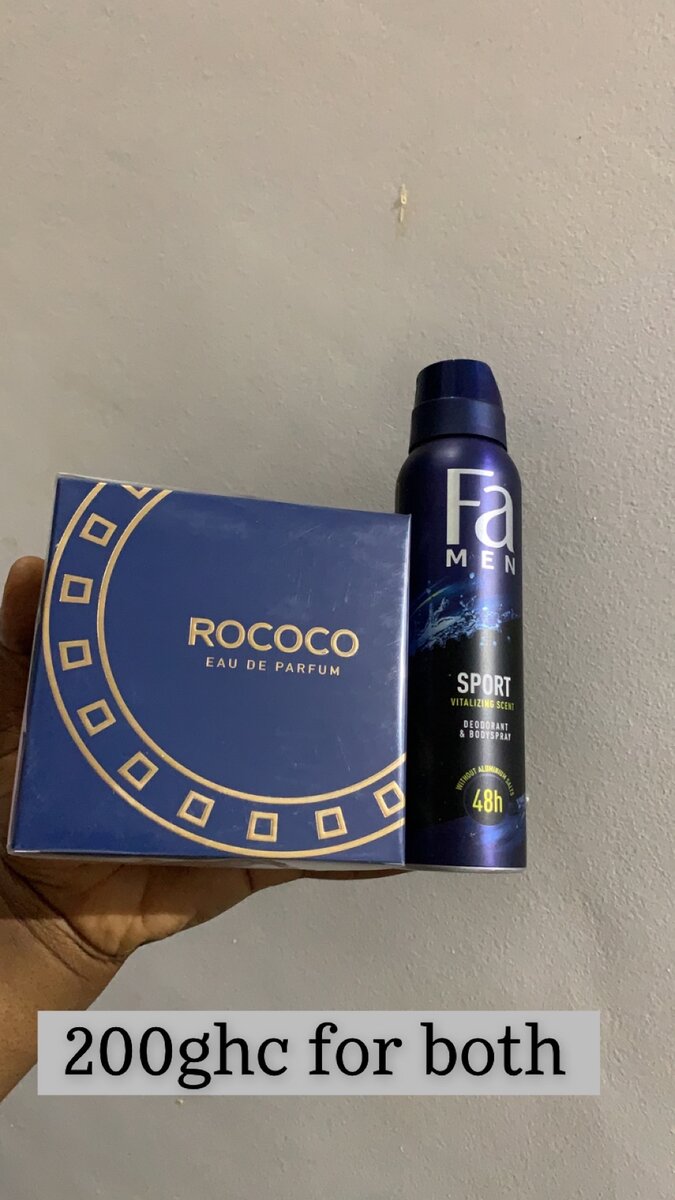 ROCOCO
EAU DE PARFUM
Fa
MEN
SPORT
VITALIZING SCENT
DEODORANT
& BODYSPRAY
WITHOUT ALUMINIUM SALTS
48h
200ghc for both